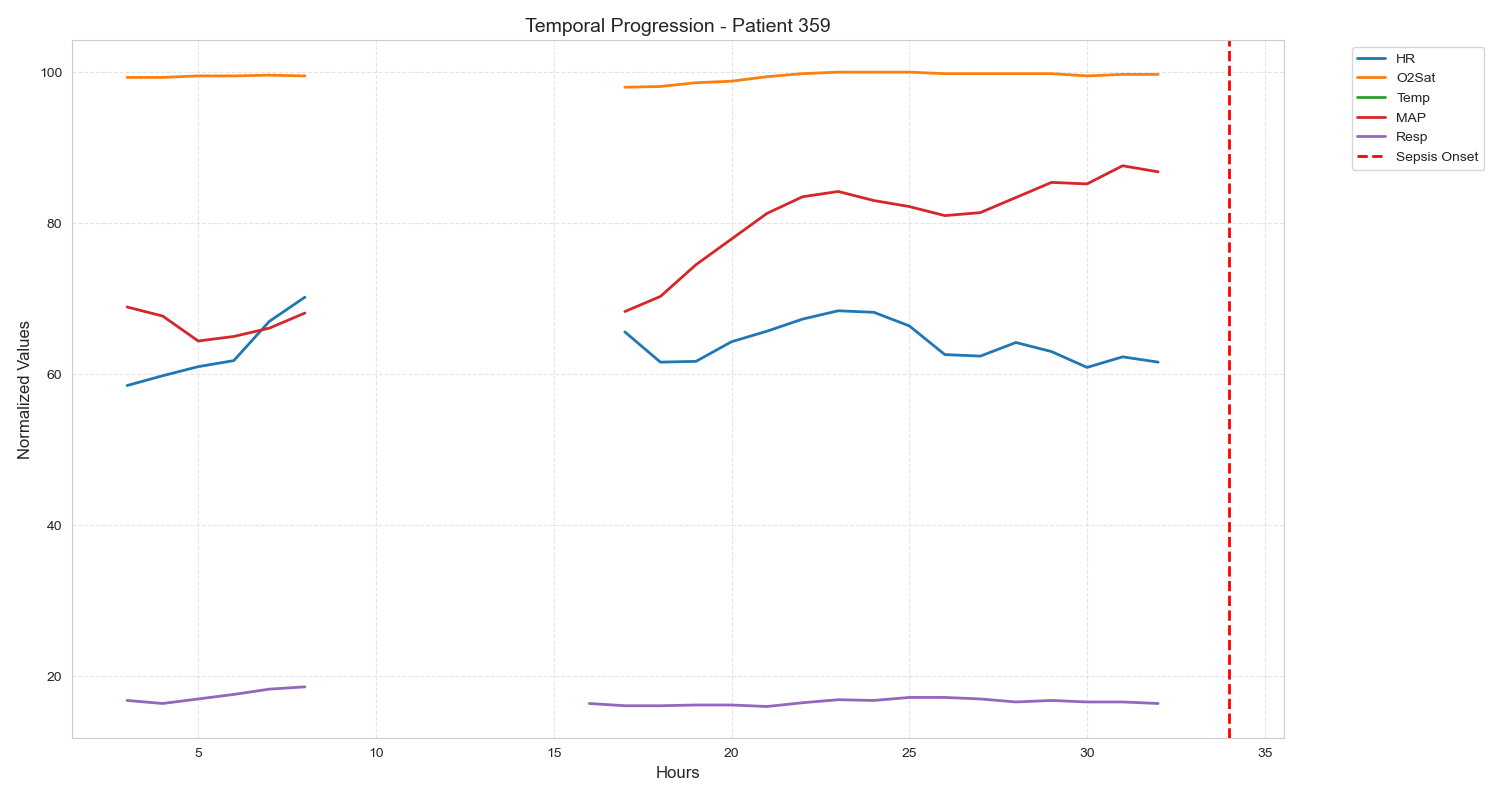 Temporal Progression - Patient 359
HR
O2Sat
Temp
MAP
Resp
Sepsis Onset
Normalized Values
100
80
60
40
20
5 10 15 20 25 30 35
Hours